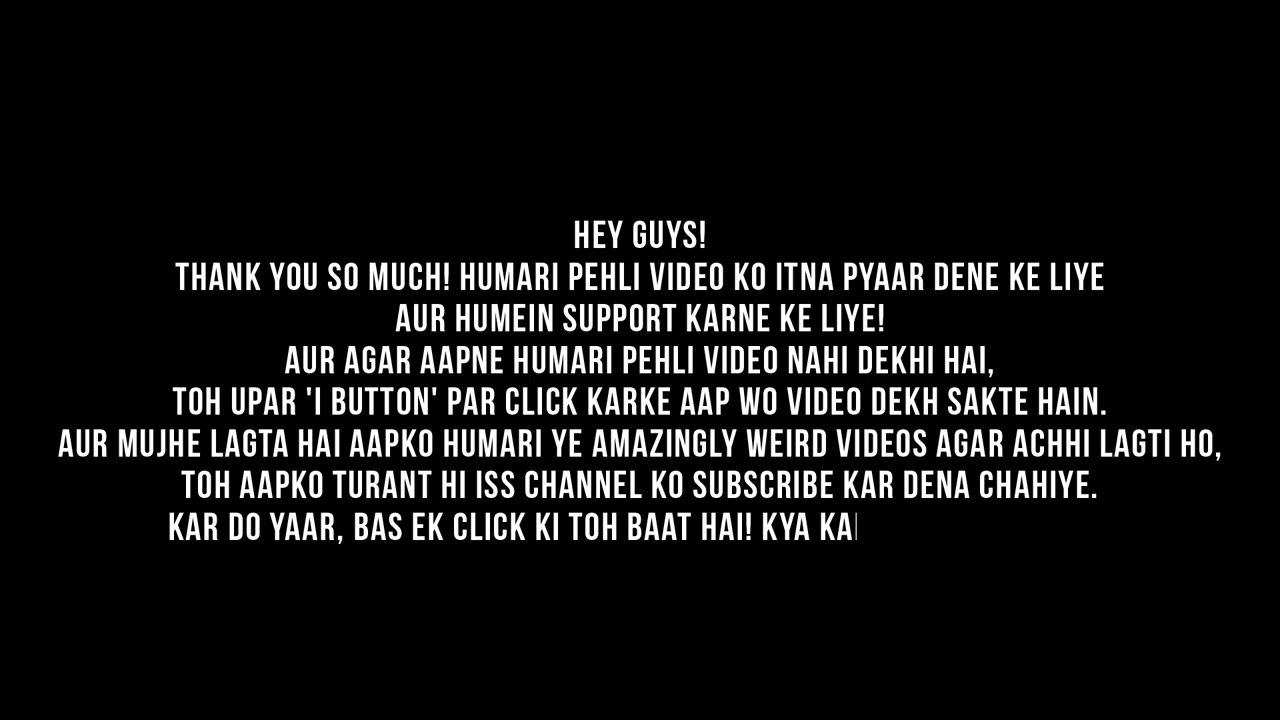 HEY GUYS!
THANK YOU SO MUCH! HUMARI PEHLI VIDEO KO ITNA PYAAR DENE KE LIYE
AUR HUMEIN SUPPORT KARNE KE LIYE!
AUR AGAR AAPNE HUMARI PEHLI VIDEO NAHI DEKHI HAI,
TOH UPAR 'I BUTTON' PAR CLICK KARKE AAP WO VIDEO DEKH SAKTE HAIN.
AUR MUJHE LAGTA HAI AAPKO HUMARI YE AMAZINGLY WEIRD VIDEOS AGAR ACHHI LAGTI HO,
TOH AAPKO TURANT HI ISS CHANNEL KO SUBSCRIBE KAR DENA CHAHIYE.
KAR DO YAAR, BAS EK CLICK KI TOH BAAT HAI! KYA